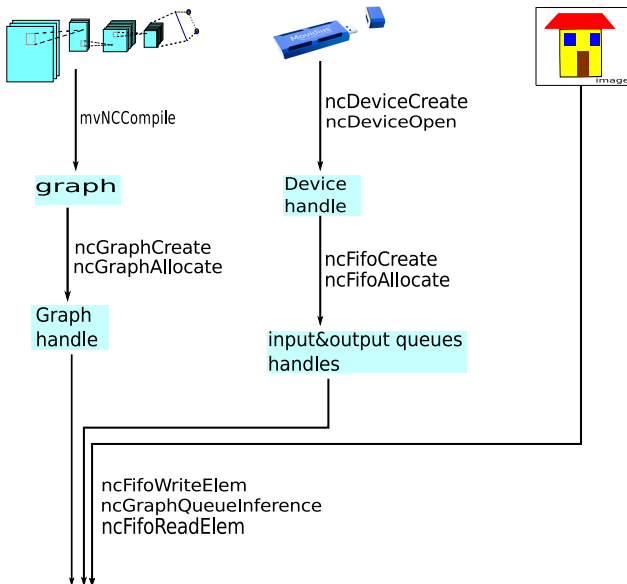 Movidius
image
mvNCCompile
ncDeviceCreate
ncDeviceOpen
graph
Device
handle
ncGraphCreate
ncGraphAllocate
ncFifoCreate
ncFifoAllocate
Graph
handle
input&output queues
handles
ncFifoWriteElem
ncGraphQueueInference
ncFifoReadElem